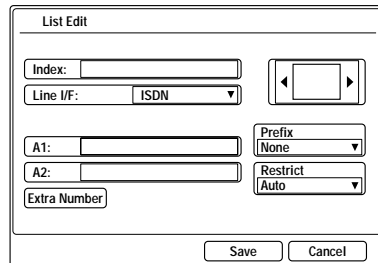 List Edit
Index:
Line I/F: ISDN
A1:
Prefix
None
A2:
Restrict
Auto
Extra Number
Save Cancel